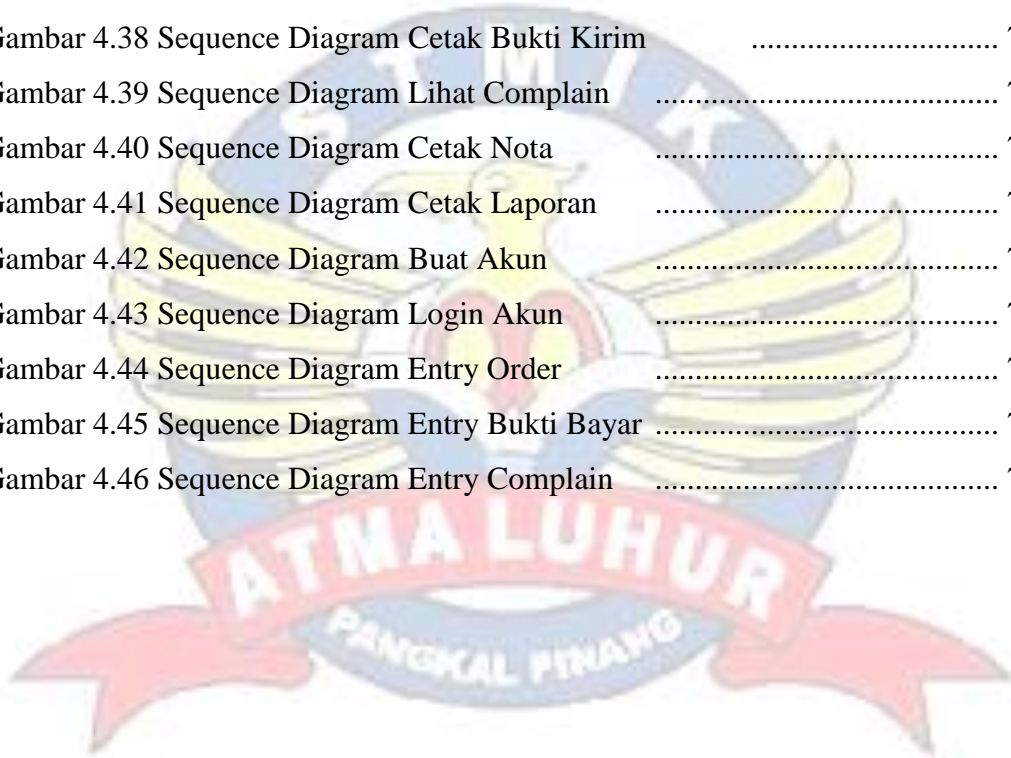 Gambar 4.38 Sequence Diagram Cetak Bukti Kirim .............................
Gambar 4.39 Sequence Diagram Lihat Complain ........................................
Gambar 4.40 Sequence Diagram Cetak Nota ........................................
Gambar 4.41 Sequence Diagram Cetak Laporan ........................................
Gambar 4.42 Sequence Diagram Buat Akun ........................................
Gambar 4.43 Sequence Diagram Login Akun ........................................
Gambar 4.44 Sequence Diagram Entry Order ........................................
Gambar 4.45 Sequence Diagram Entry Bukti Bayar ........................................
Gambar 4.46 Sequence Diagram Entry Complain ........................................
STMIK
ATMA LUHUR
PANGKAL PINANG